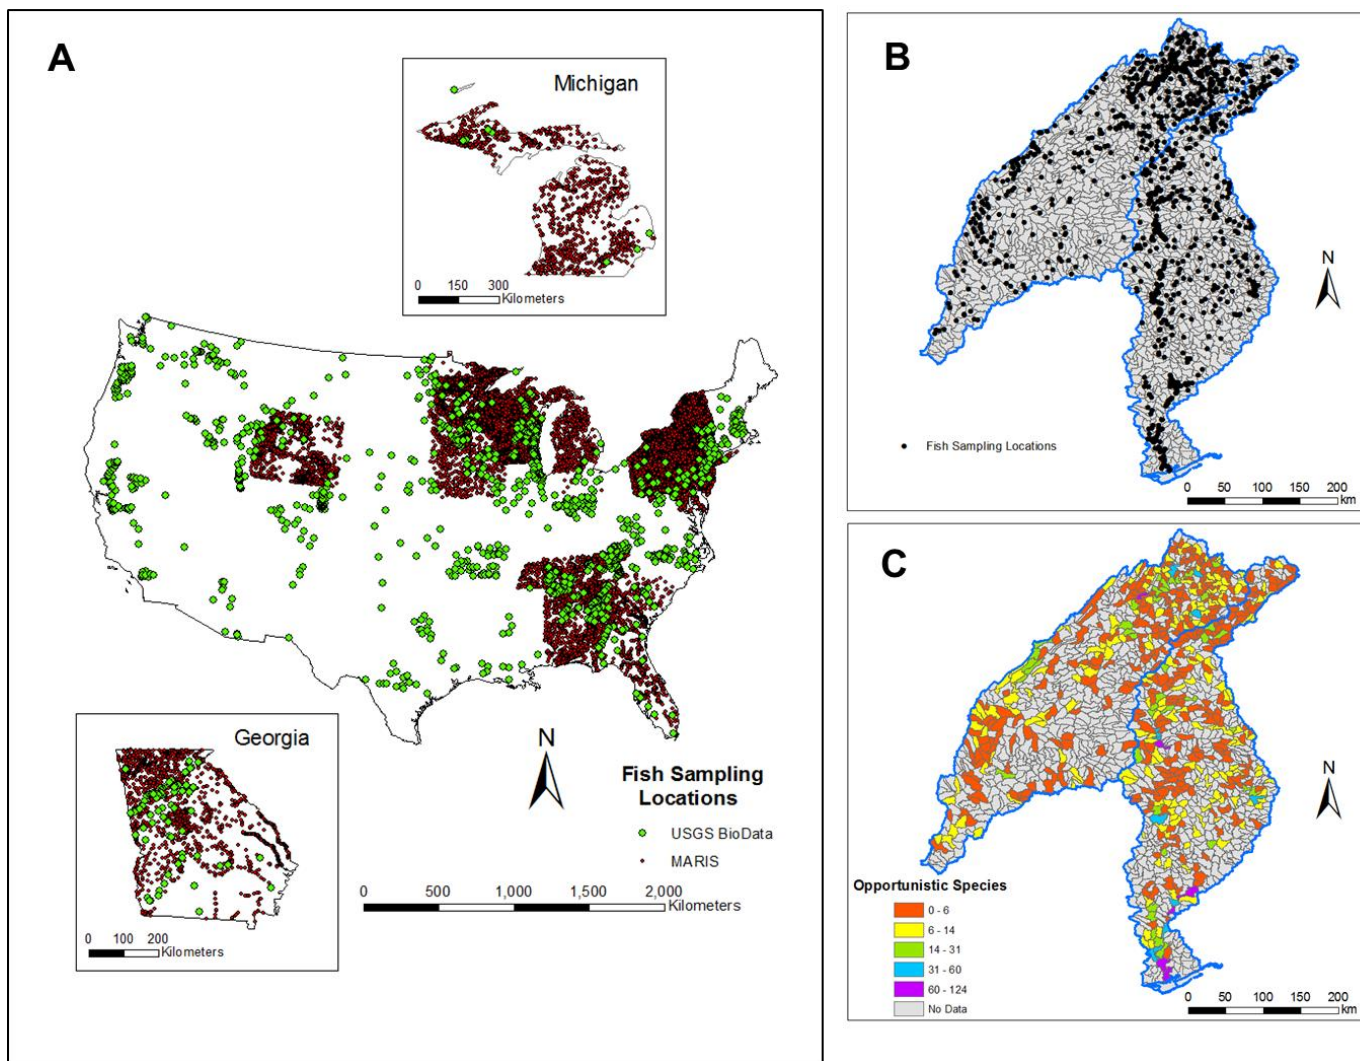 A
Michigan
0 150 300
Kilometers
N
Fish Sampling
Locations
USGS BioData
MARIS
0 500 1,000 1,500 2,000
Kilometers
Georgia
0 100 200
Kilometers
B
N
Fish Sampling Locations
0 50 100 150 200
km
C
N
Opportunistic Species
0 - 6
6 - 14
14 - 31
31 - 60
60 - 124
No Data
0 50 100 150 200
km